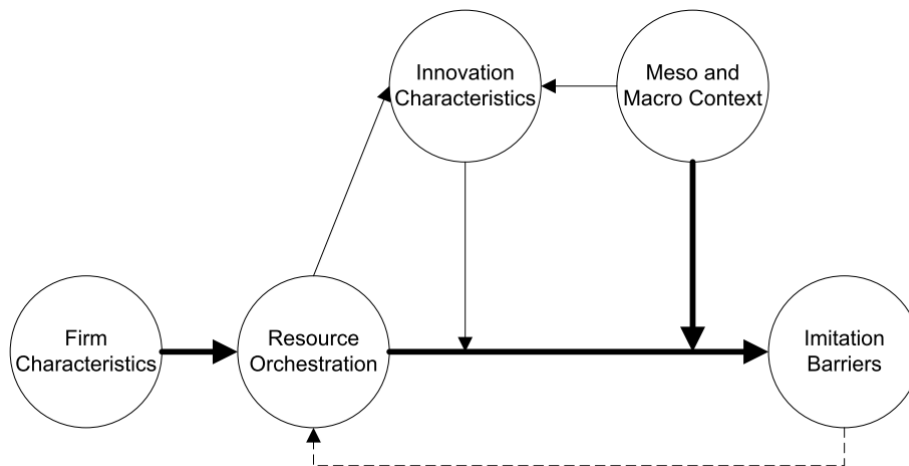 Innovation
Characteristics
Meso and
Macro Context
Firm
Characteristics
Resource
Orchestration
Imitation
Barriers